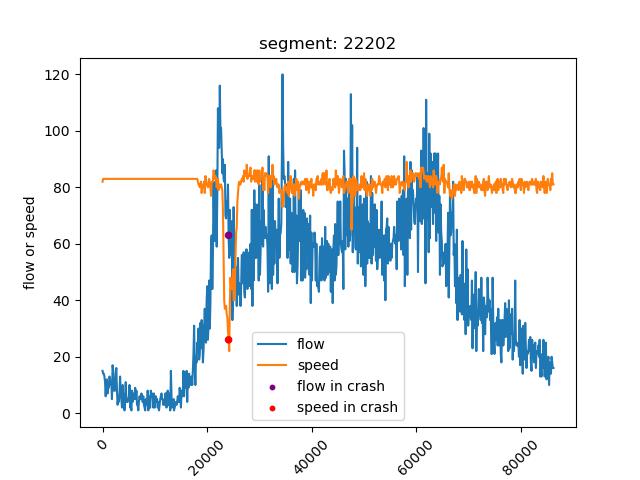 segment: 22202
120
100
80
60
40
20
0
flow or speed
flow
speed
flow in crash
speed in crash
0
20000
40000
60000
80000